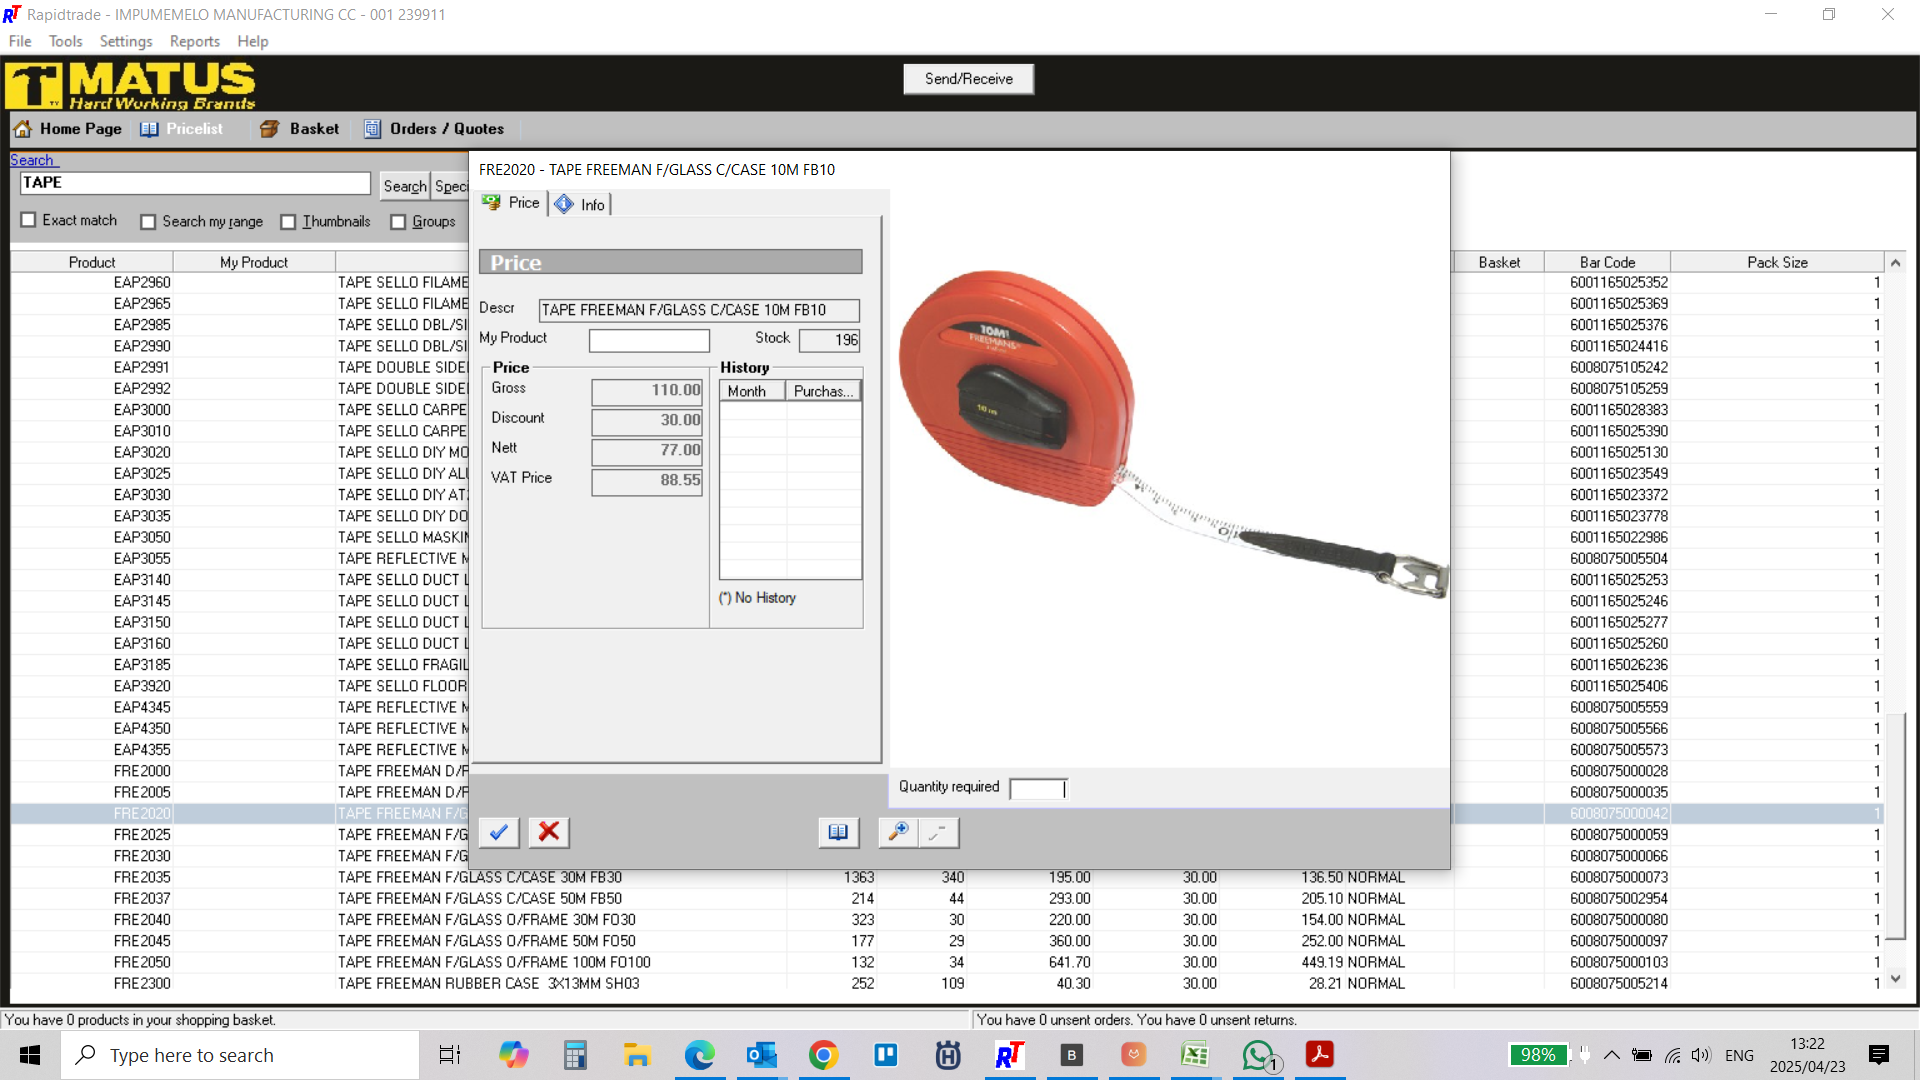 Rapidtrade - IMPUMEMELO MANUFACTURING CC - 001 239911
File Tools Settings Reports Help
MATUS
Hard Working Brands
Send/Receive
Home Page Pricelist Basket Orders / Quotes
Search
TAPE
Search Speci
Exact match Search my range Thumbnails Groups
FRE2020 - TAPE FREEMAN F/GLASS C/CASE 10M FB10
Price Info
Price
Descr TAPE FREEMAN F/GLASS C/CASE 10M FB10
My Product Stock 196
Price History
Gross 110.00 Month Purchas...
Discount 30.00
Nett 77.00
VAT Price 88.55
(*) No History
10M
FREEMANS
10 m
Quantity required
Product My Product Basket Bar Code Pack Size
EAP2960 TAPE SELLO FILAME 6001165025352 1
EAP2965 TAPE SELLO FILAME 6001165025369 1
EAP2985 TAPE SELLO DBL/SI 6001165025376 1
EAP2990 TAPE SELLO DBL/SI 6001165024416 1
EAP2991 TAPE DOUBLE SIDE 6008075105242 1
EAP2992 TAPE DOUBLE SIDE 6008075105259 1
EAP3000 TAPE SELLO CARPE 6001165028383 1
EAP3010 TAPE SELLO CARPE 6001165025390 1
EAP3020 TAPE SELLO DIY MO 6001165025130 1
EAP3025 TAPE SELLO DIY AL 6001165023549 1
EAP3030 TAPE SELLO DIY AT 6001165023372 1
EAP3035 TAPE SELLO DIY DO 6001165023778 1
EAP3050 TAPE SELLO MASKIN 6001165022986 1
EAP3055 TAPE REFLECTIVE M 6008075005504 1
EAP3140 TAPE SELLO DUCT L 6001165025253 1
EAP3145 TAPE SELLO DUCT L 6001165025246 1
EAP3150 TAPE SELLO DUCT L 6001165025277 1
EAP3160 TAPE SELLO DUCT L 6001165025260 1
EAP3185 TAPE SELLO FRAGIL 6001165026236 1
EAP3920 TAPE SELLO FLOOR 6001165025406 1
EAP4345 TAPE REFLECTIVE M 6008075005559 1
EAP4350 TAPE REFLECTIVE M 6008075005566 1
EAP4355 TAPE REFLECTIVE M 6008075005573 1
FRE2000 TAPE FREEMAN D/F 6008075000028 1
FRE2005 TAPE FREEMAN D/F 6008075000035 1
FRE2020 TAPE FREEMAN F/G 6008075000042 1
FRE2025 TAPE FREEMAN F/G 6008075000059 1
FRE2030 TAPE FREEMAN F/G 6008075000066 1
FRE2035 TAPE FREEMAN F/GLASS C/CASE 30M FB30 1363 340 195.00 30.00 136.50 NORMAL 6008075000073 1
FRE2037 TAPE FREEMAN F/GLASS C/CASE 50M FB50 214 44 293.00 30.00 205.10 NORMAL 6008075002954 1
FRE2040 TAPE FREEMAN F/GLASS O/FRAME 30M FO30 323 30 220.00 30.00 154.00 NORMAL 6008075000080 1
FRE2045 TAPE FREEMAN F/GLASS O/FRAME 50M FO50 177 29 360.00 30.00 252.00 NORMAL 6008075000097 1
FRE2050 TAPE FREEMAN F/GLASS O/FRAME 100M FO100 132 34 641.70 30.00 449.19 NORMAL 6008075000103 1
FRE2300 TAPE FREEMAN RUBBER CASE 3X13MM SH03 252 109 40.30 30.00 28.21 NORMAL 6008075005214 1
You have 0 products in your shopping basket. You have 0 unsent orders. You have 0 unsent returns.
Type here to search
98% ENG 13:22
2025/04/23